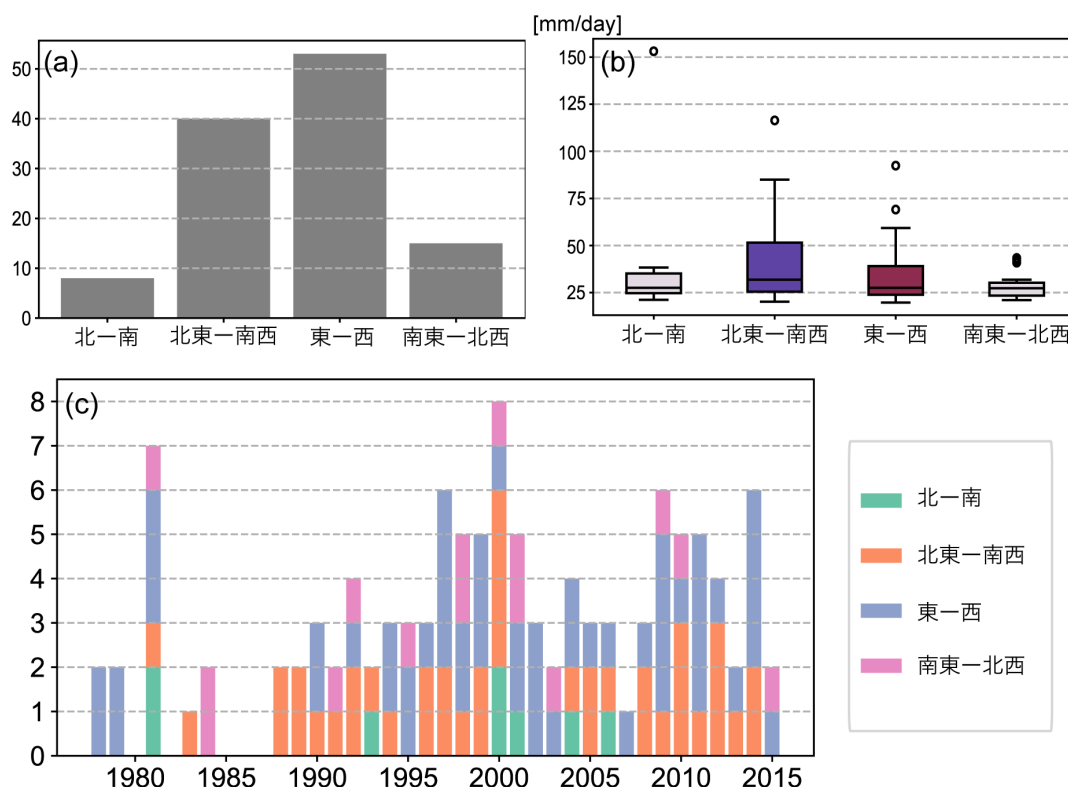 [mm/day]
(a)
50
40
30
20
10
0
北一南
北東一南西
東一西
南東一北西
(b)
150
125
100
75
50
25
北一南
北東一南西
東一西
南東一北西
(c)
8
7
6
5
4
3
2
1
0
1980
1985
1990
1995
2000
2005
2010
2015
北一南
北東一南西
東一西
南東一北西